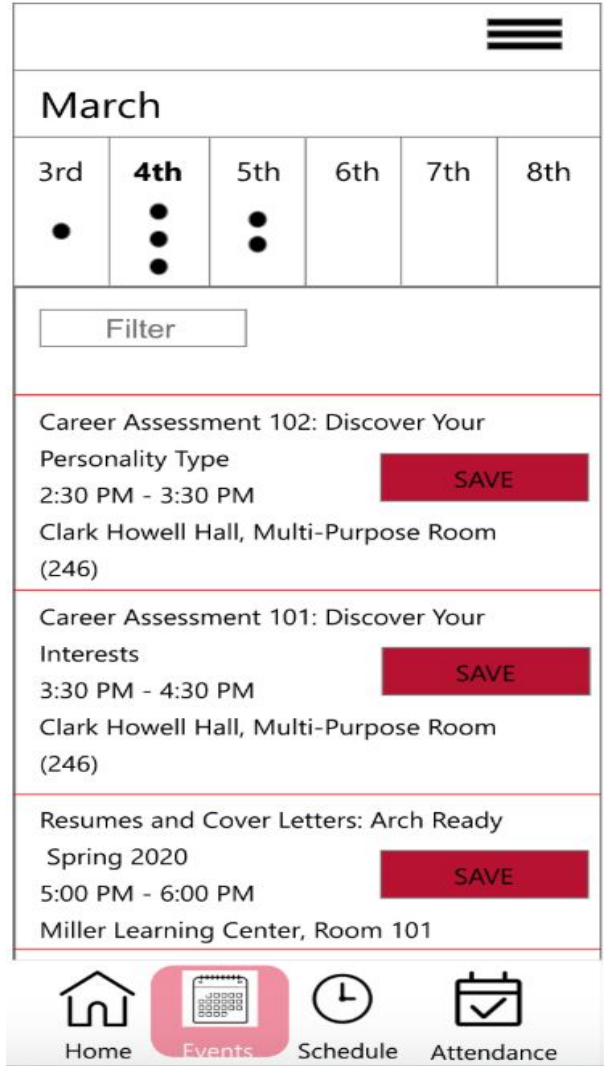 March
3rd 4th 5th 6th 7th 8th
Filter
Career Assessment 102: Discover Your
Personality Type
2:30 PM - 3:30 PM
SAVE
Clark Howell Hall, Multi-Purpose Room
(246)
Career Assessment 101: Discover Your
Interests
3:30 PM - 4:30 PM
SAVE
Clark Howell Hall, Multi-Purpose Room
(246)
Resumes and Cover Letters: Arch Ready
Spring 2020
5:00 PM - 6:00 PM
SAVE
Miller Learning Center, Room 101
Home Events Schedule Attendance